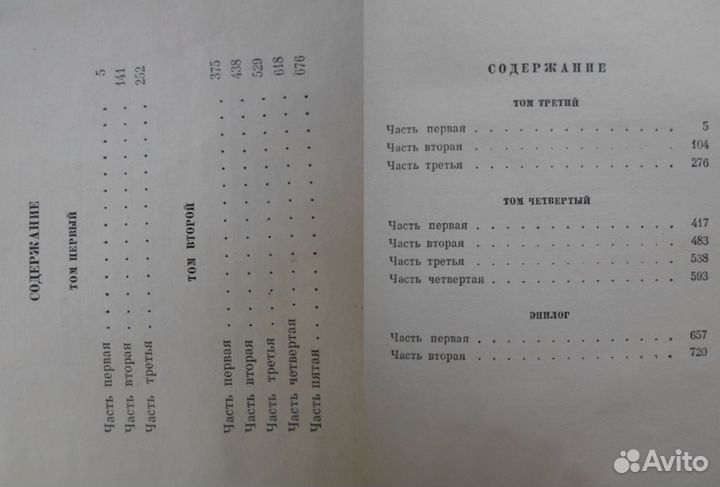 СОДЕРЖАНИЕ
ТОМ ПЕРВЫЙ
Часть первая . . . . . . . . . . . . 5
Часть вторая . . . . . . . . . . . . 141
Часть третья . . . . . . . . . . . . 252
ТОМ ВТОРОЙ
Часть первая . . . . . . . . . . . . 375
Часть вторая . . . . . . . . . . . . 438
Часть третья . . . . . . . . . . . . 529
Часть четвертая . . . . . . . . . . . 618
Часть пятая . . . . . . . . . . . . 676
СОДЕРЖАНИЕ
ТОМ ТРЕТИЙ
Часть первая . . . . . . . . . . . . 5
Часть вторая . . . . . . . . . . . . 104
Часть третья . . . . . . . . . . . . 276
ТОМ ЧЕТВЕРТЫЙ
Часть первая . . . . . . . . . . . . 417
Часть вторая . . . . . . . . . . . . 483
Часть третья . . . . . . . . . . . . 538
Часть четвертая . . . . . . . . . . . 593
ЭПИЛОГ
Часть первая . . . . . . . . . . . . 657
Часть вторая . . . . . . . . . . . . 720
Avito